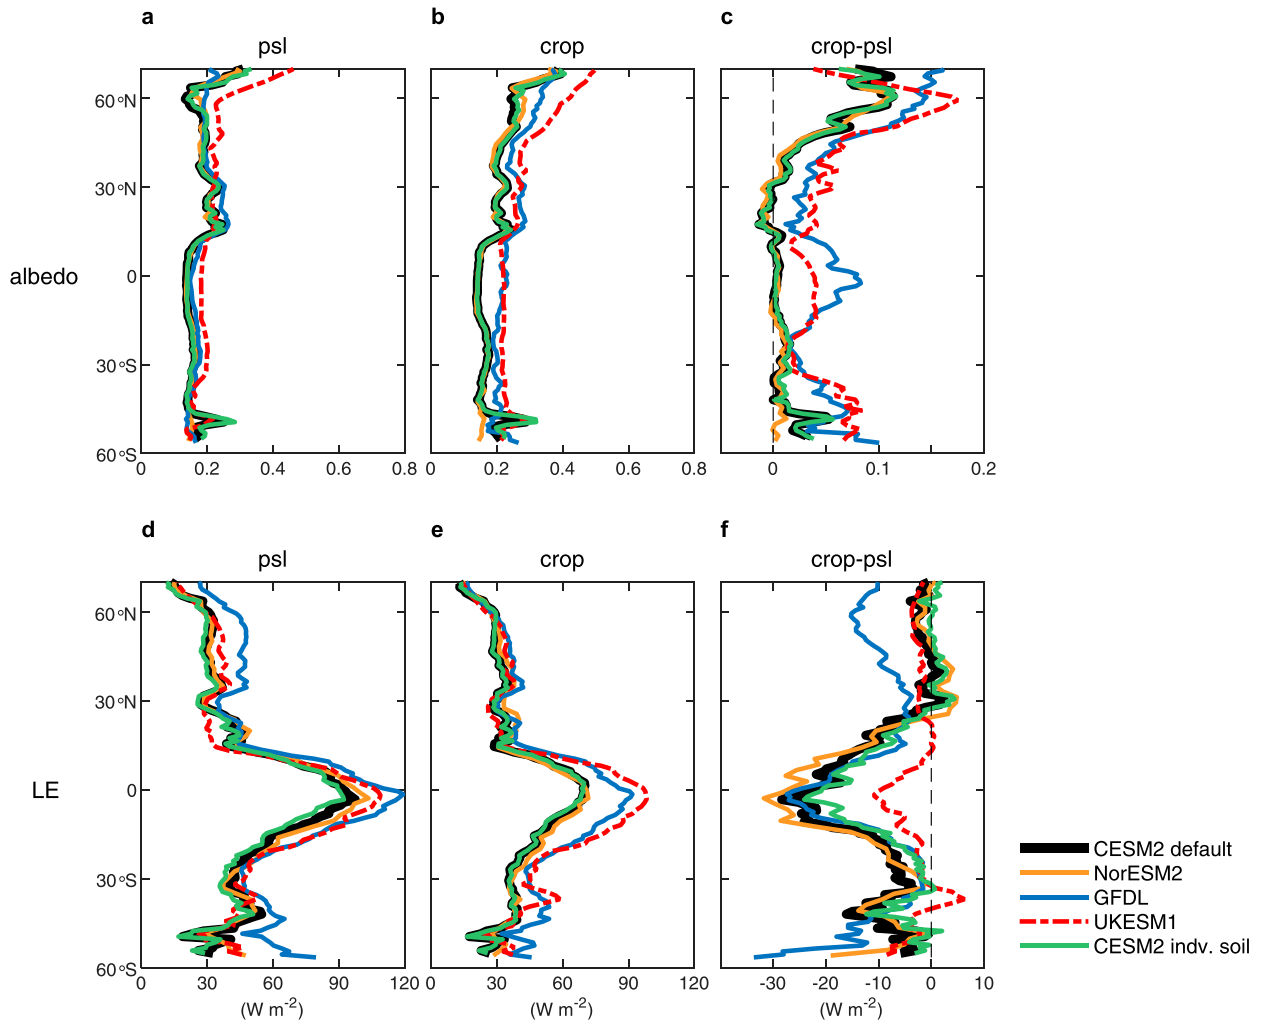 a
b
c
psl
crop
crop-psl
albedo
60°N
30°N
0
30°S
60°S
0
0.2
0.4
0.6
0.8
0
0.2
0.4
0.6
0.8
0
0.1
0.2
d
e
f
psl
crop
crop-psl
LE
60°N
30°N
0
30°S
60°S
0
30
60
90
120
0
30
60
90
120
-30
-20
-10
0
10
(W m-2)
(W m-2)
(W m-2)
CESM2 default
NorESM2
GFDL
UKESM1
CESM2 indv. soil